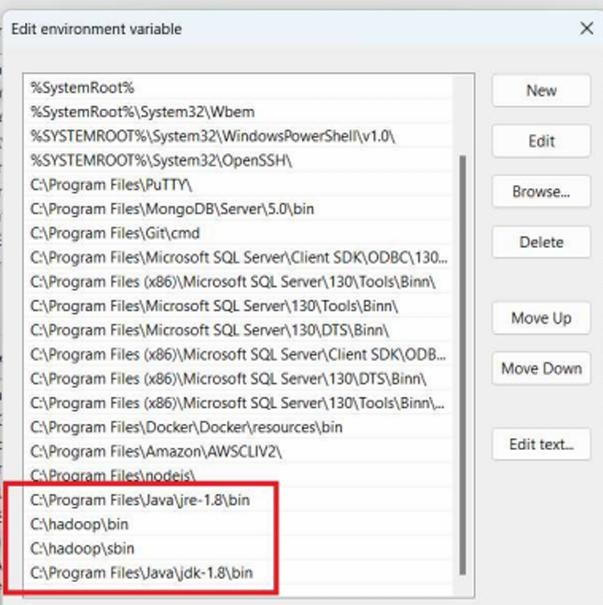 Edit environment variable
%SystemRoot%
%SystemRoot%\System32\Wbem
%SYSTEMROOT%\System32\WindowsPowerShell\v1.0\
%SYSTEMROOT%\System32\OpenSSH\
C:\Program Files\PuTTY\
C:\Program Files\MongoDB\Server\5.0\bin
C:\Program Files\Git\cmd
C:\Program Files\Microsoft SQL Server\Client SDK\ODBC\130...
C:\Program Files (x86)\Microsoft SQL Server\130\Tools\Binn\
C:\Program Files\Microsoft SQL Server\130\Tools\Binn\
C:\Program Files\Microsoft SQL Server\130\DTS\Binn\
C:\Program Files (x86)\Microsoft SQL Server\Client SDK\ODB...
C:\Program Files (x86)\Microsoft SQL Server\130\DTS\Binn\
C:\Program Files (x86)\Microsoft SQL Server\130\Tools\Binn\...
C:\Program Files\Docker\Docker\resources\bin
C:\Program Files\Amazon\AWSCLIV2\
C:\Program Files\nodejs\
C:\Program Files\Java\jre-1.8\bin
C:\hadoop\bin
C:\hadoop\sbin
C:\Program Files\Java\jdk-1.8\bin
New
Edit
Browse...
Delete
Move Up
Move Down
Edit text...